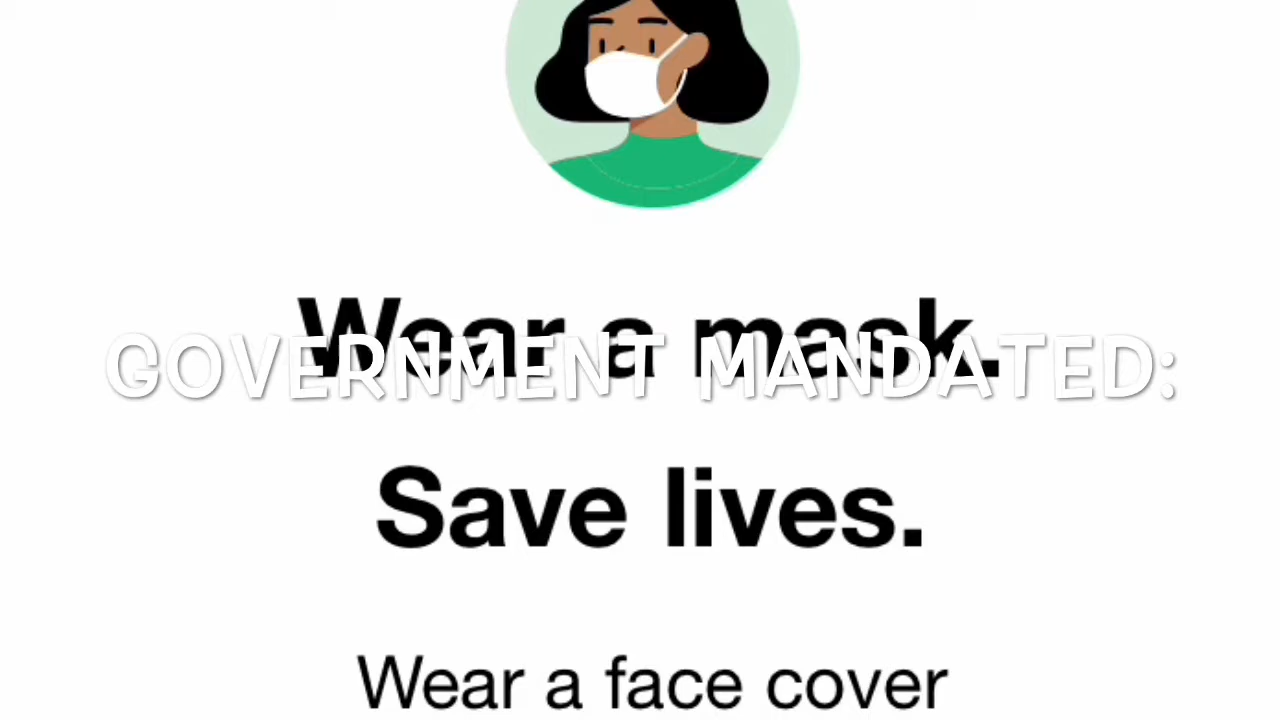 Wear a mask.
GOVERNMENT MANDATED:
Save lives.
Wear a face cover